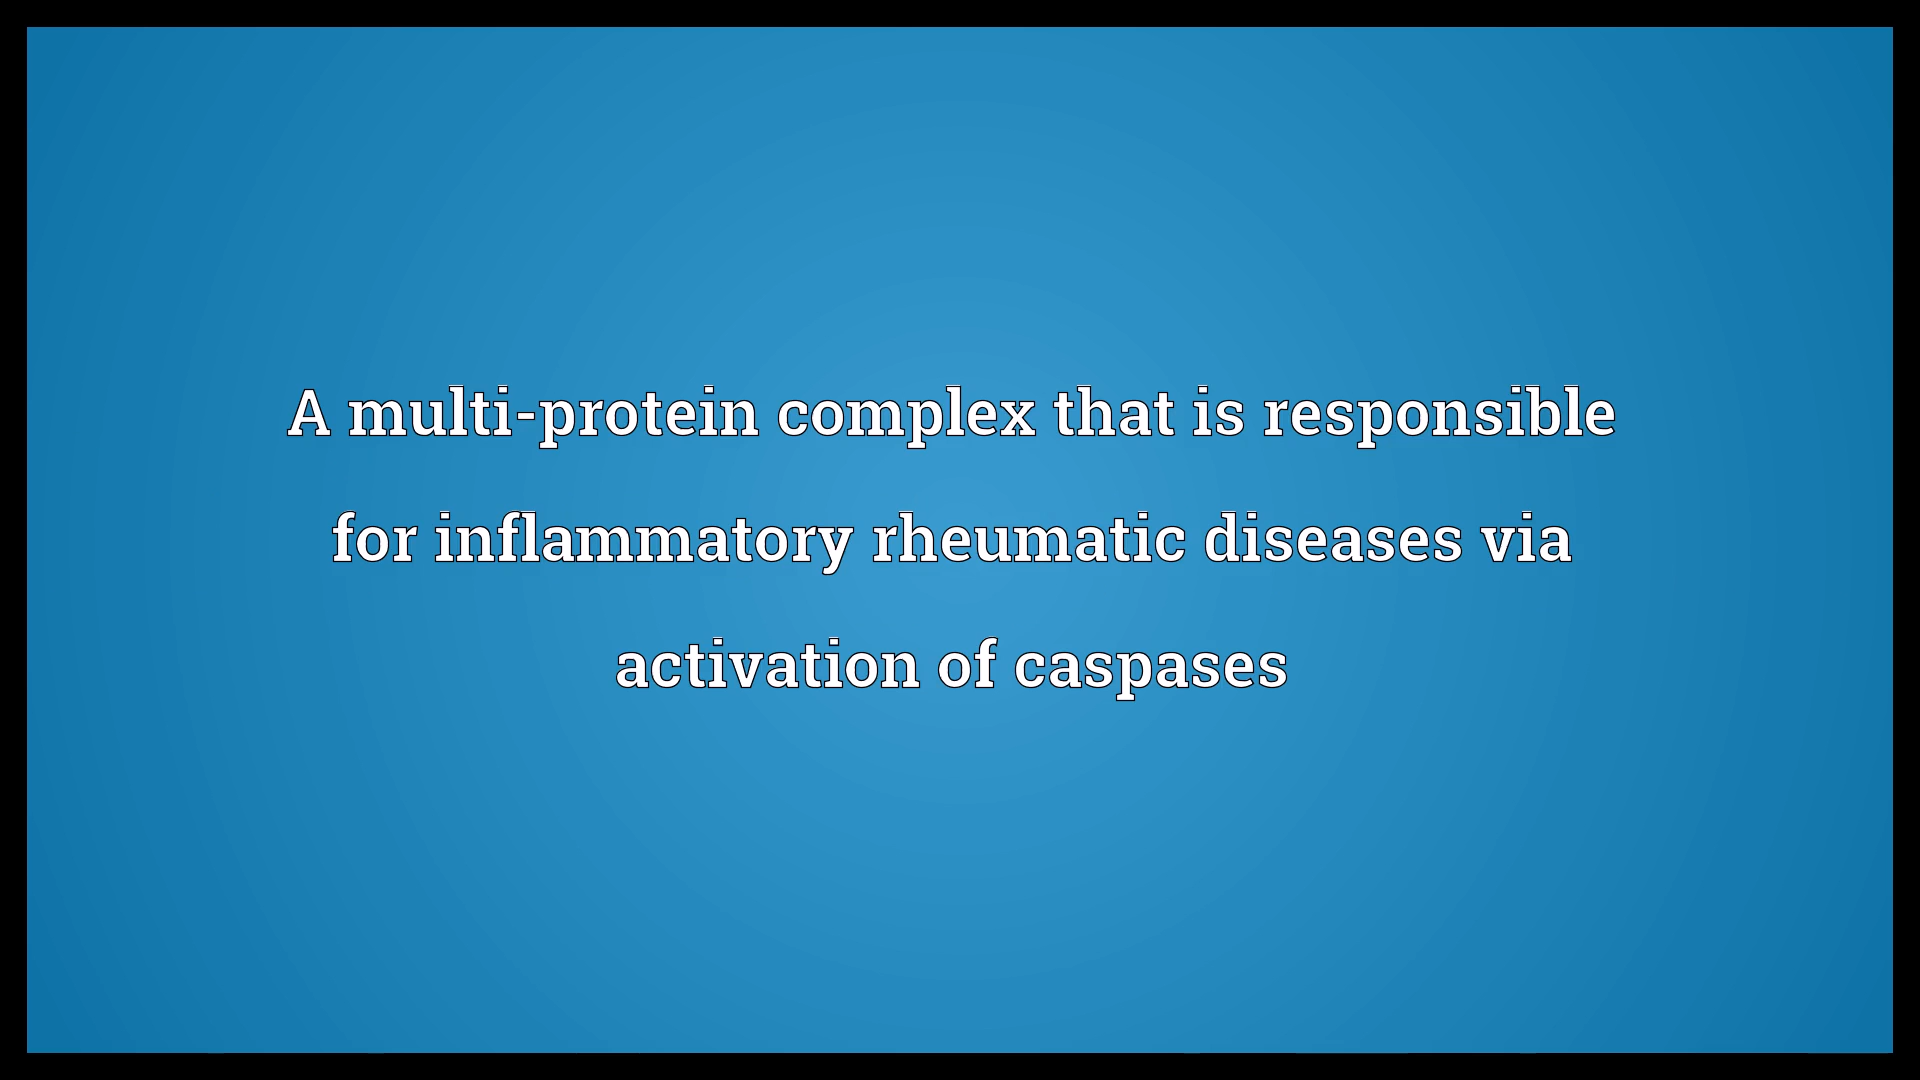 A multi-protein complex that is responsible
for inflammatory rheumatic diseases via
activation of caspases